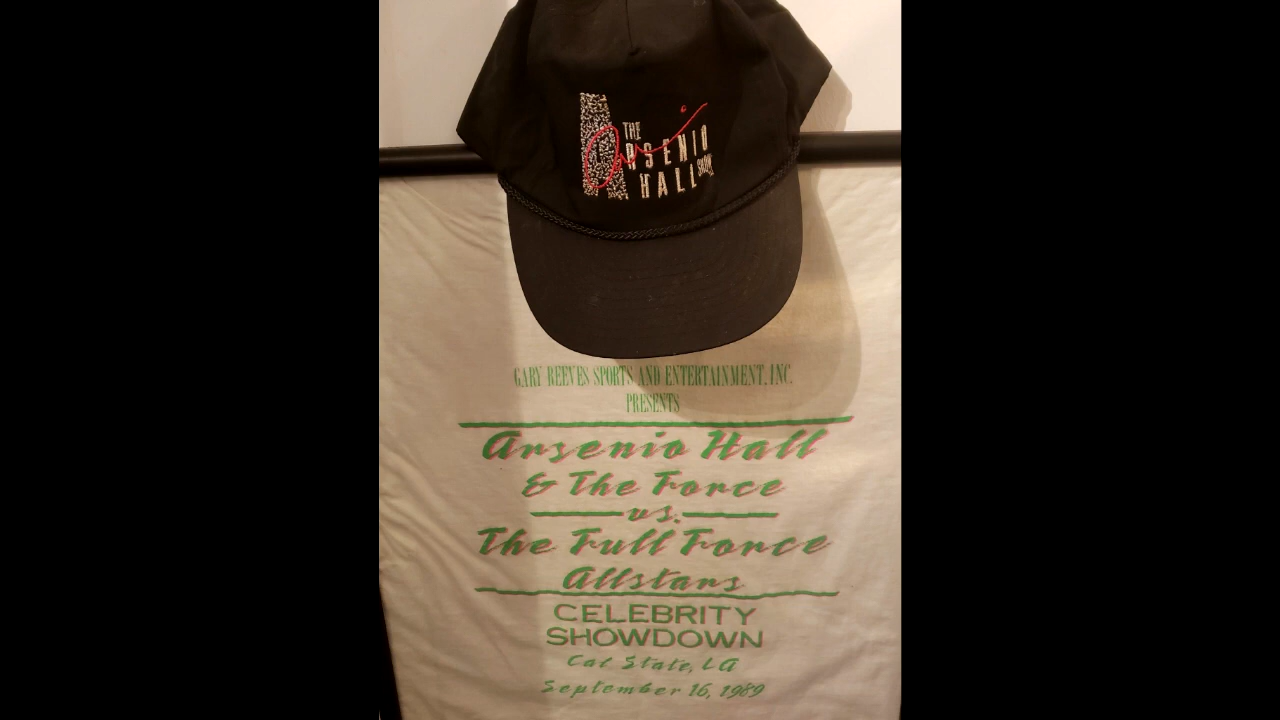 THE
ARSENIO
HALL SHOW
GARY REEVES SPORTS AND ENTERTAINMENT, INC.
PRESENTS
Arsenio Hall
& The Force
vs.
The Full Force
Allstars
CELEBRITY
SHOWDOWN
Cal State, LA
September 16, 1989